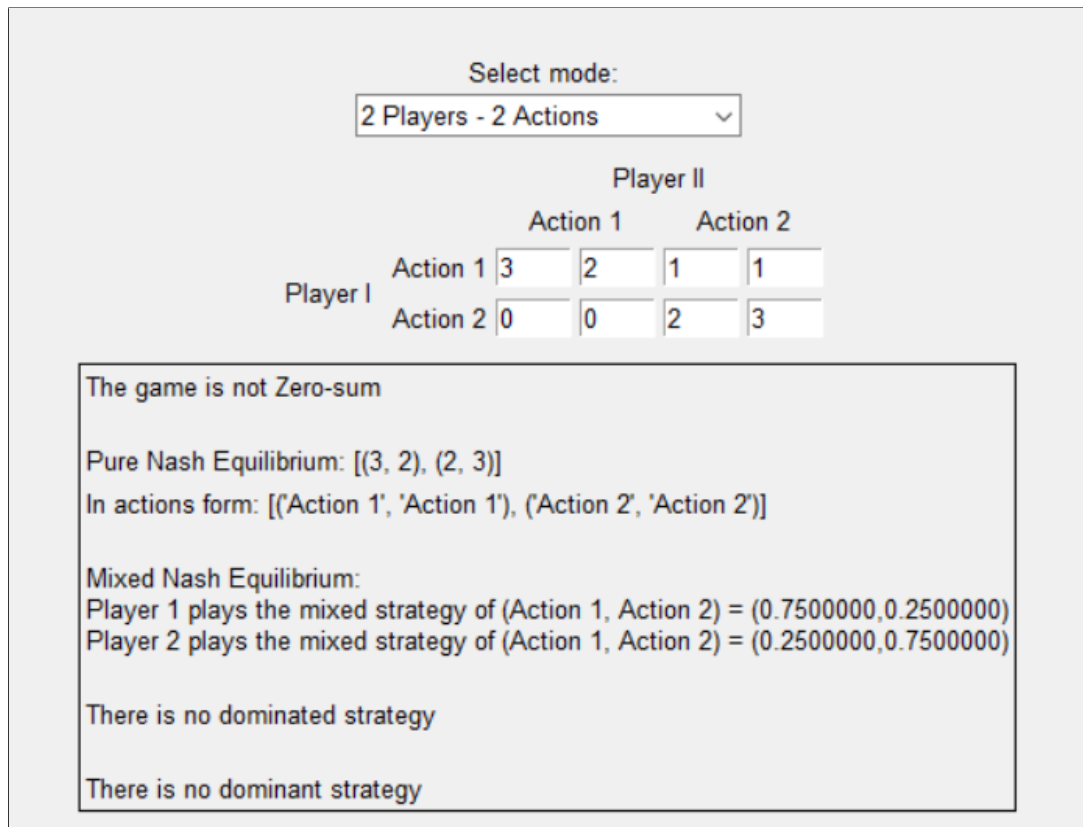 Select mode:
2 Players - 2 Actions
Player II
Action 1 Action 2
Action 1 3 2 1 1
Player I
Action 2 0 0 2 3
The game is not Zero-sum
Pure Nash Equilibrium: [(3, 2), (2, 3)]
In actions form: [('Action 1', 'Action 1'), ('Action 2', 'Action 2')]
Mixed Nash Equilibrium:
Player 1 plays the mixed strategy of (Action 1, Action 2) = (0.7500000,0.2500000)
Player 2 plays the mixed strategy of (Action 1, Action 2) = (0.2500000,0.7500000)
There is no dominated strategy
There is no dominant strategy